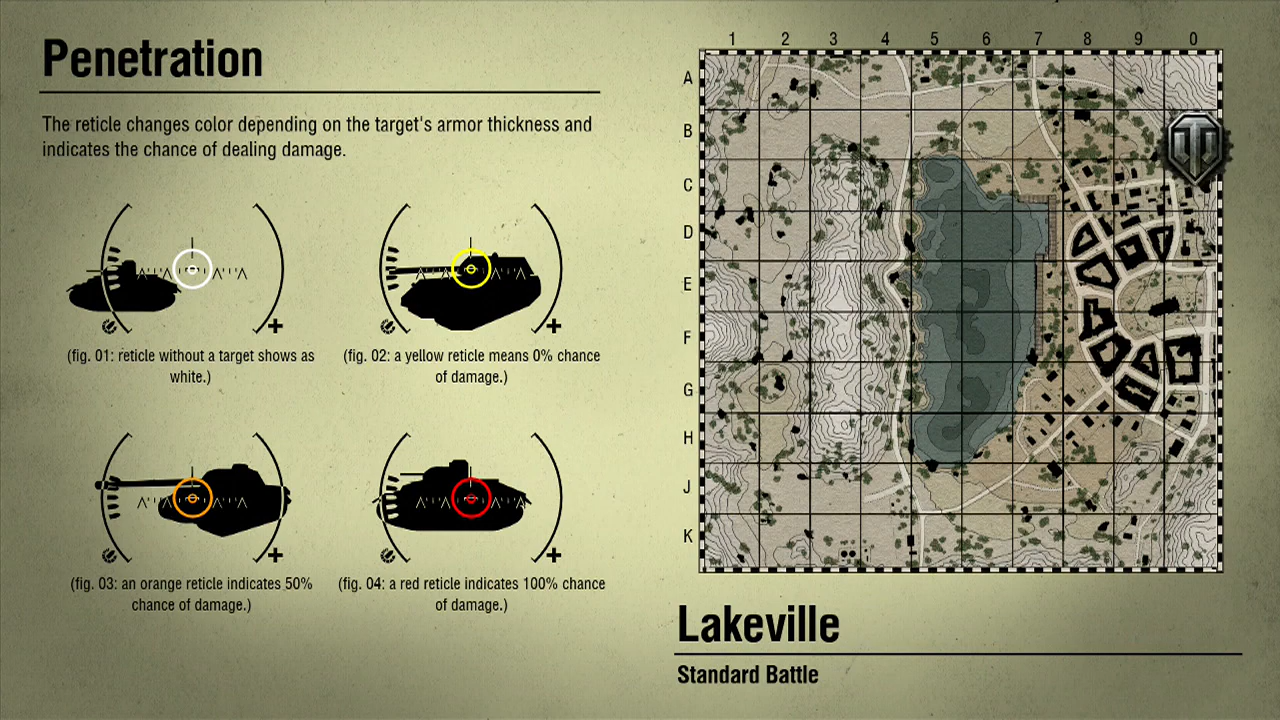 Penetration
The reticle changes color depending on the target's armor thickness and
indicates the chance of dealing damage.
(fig. 01: reticle without a target shows as
white.)
(fig. 02: a yellow reticle means 0% chance
of damage.)
(fig. 03: an orange reticle indicates 50%
chance of damage.)
(fig. 04: a red reticle indicates 100% chance
of damage.)
1 2 3 4 5 6 7 8 9 0
A
B
C
D
E
F
G
H
J
K
Lakeville
Standard Battle